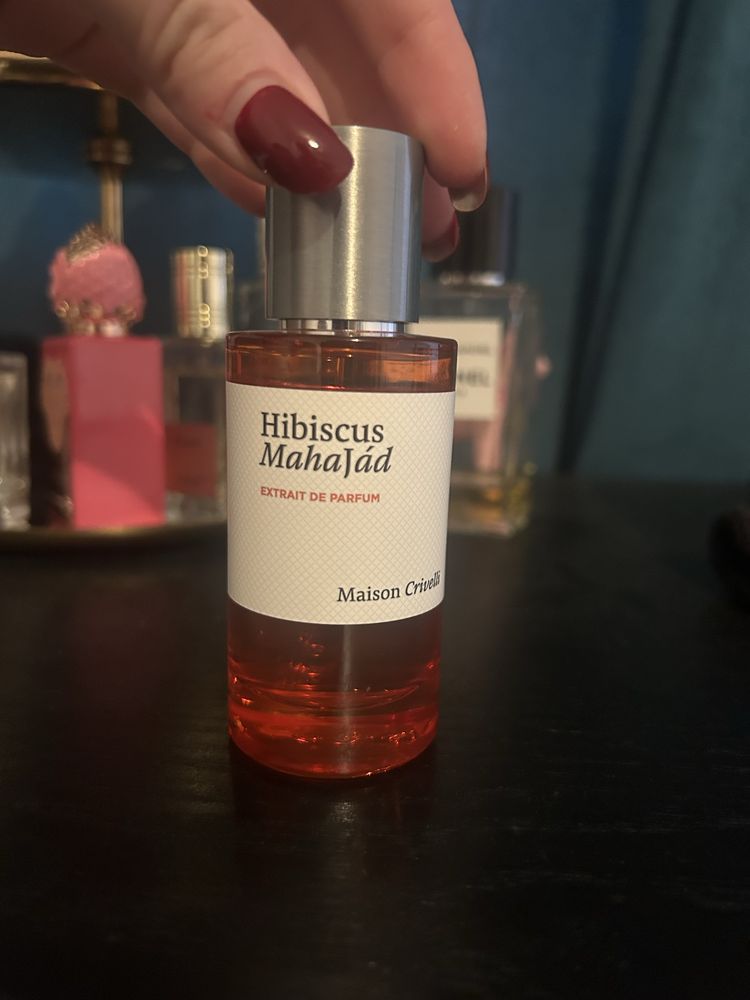 Hibiscus
MahaJád
EXTRAIT DE PARFUM
Maison Crivelli